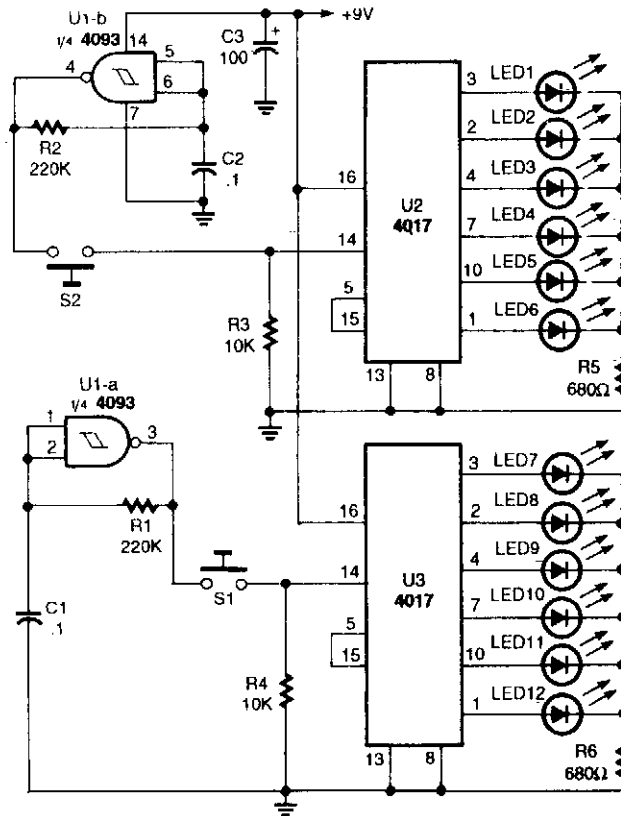 U1-b
1/4 4093
14
4
5
6
7
R2
220K
C2
.1
C3
100
+
+9V
S2
R3
10K
16
14
5
15
13
8
U2
4017
3
2
4
7
10
1
LED1
LED2
LED3
LED4
LED5
LED6
R5
680Ω
U1-a
1/4 4093
1
2
3
R1
220K
C1
.1
S1
R4
10K
16
14
5
15
13
8
U3
4017
3
2
4
7
10
1
LED7
LED8
LED9
LED10
LED11
LED12
R6
680Ω